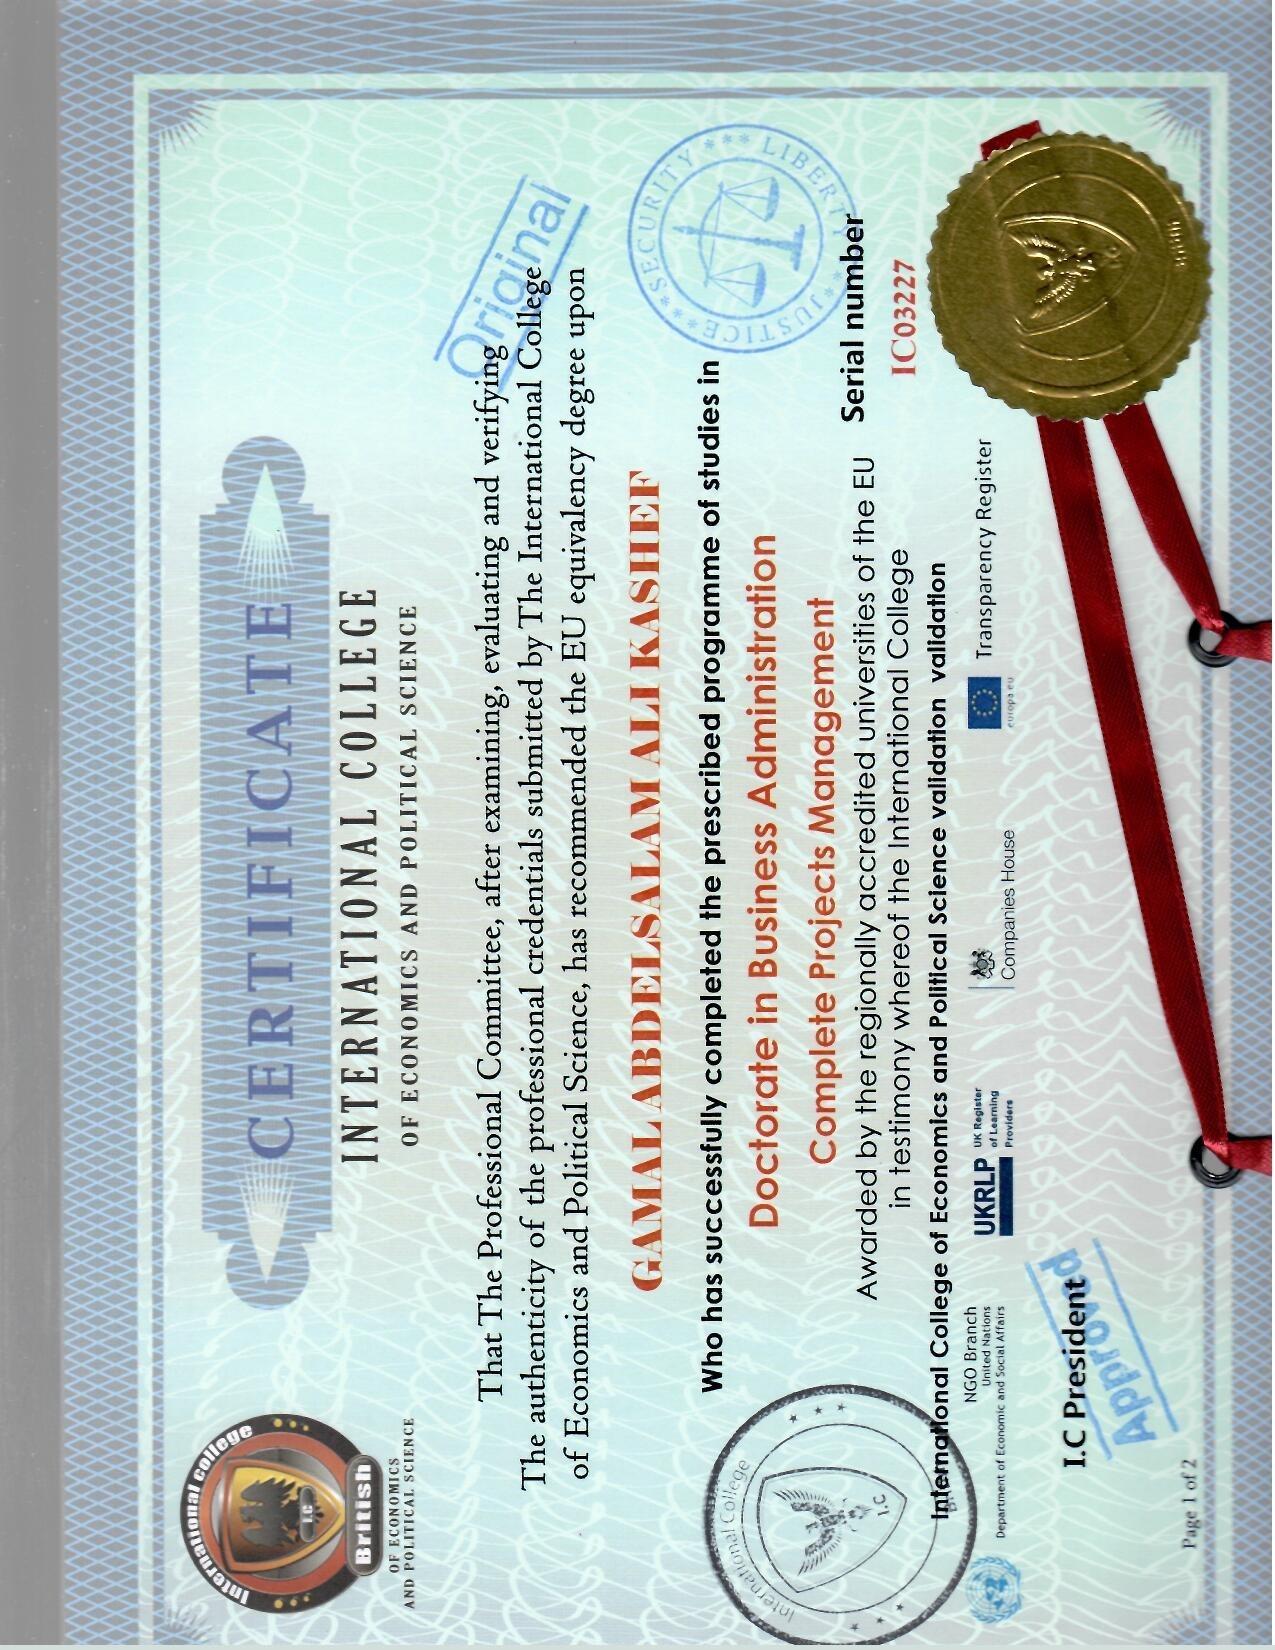 International college
I.C
British
OF ECONOMICS
AND POLITICAL SCIENCE
CERTIFICATE
INTERNATIONAL COLLEGE
OF ECONOMICS AND POLITICAL SCIENCE
Original
That The Professional Committee, after examining, evaluating and verifying
The authenticity of the professional credentials submitted by The International College
of Economics and Political Science, has recommended the EU equivalency degree upon
GAMAL ABDELSALAM ALI KASHEF
Who has successfully completed the prescribed programme of studies in
SECURITY
LIBERTY
JUSTICE
International College
I.C
Doctorate in Business Administration
Complete Projects Management
Awarded by the regionally accredited universities of the EU
in testimony whereof the International College
Serial number
IC03227
International College of Economics and Political Science validation validation
NGO Branch
United Nations
Department of Economic and Social Affairs
UKRLP
UK Register
of Learning
Providers
Companies House
europa.eu
Transparency Register
I.C President
Approved
Page 1 of 2